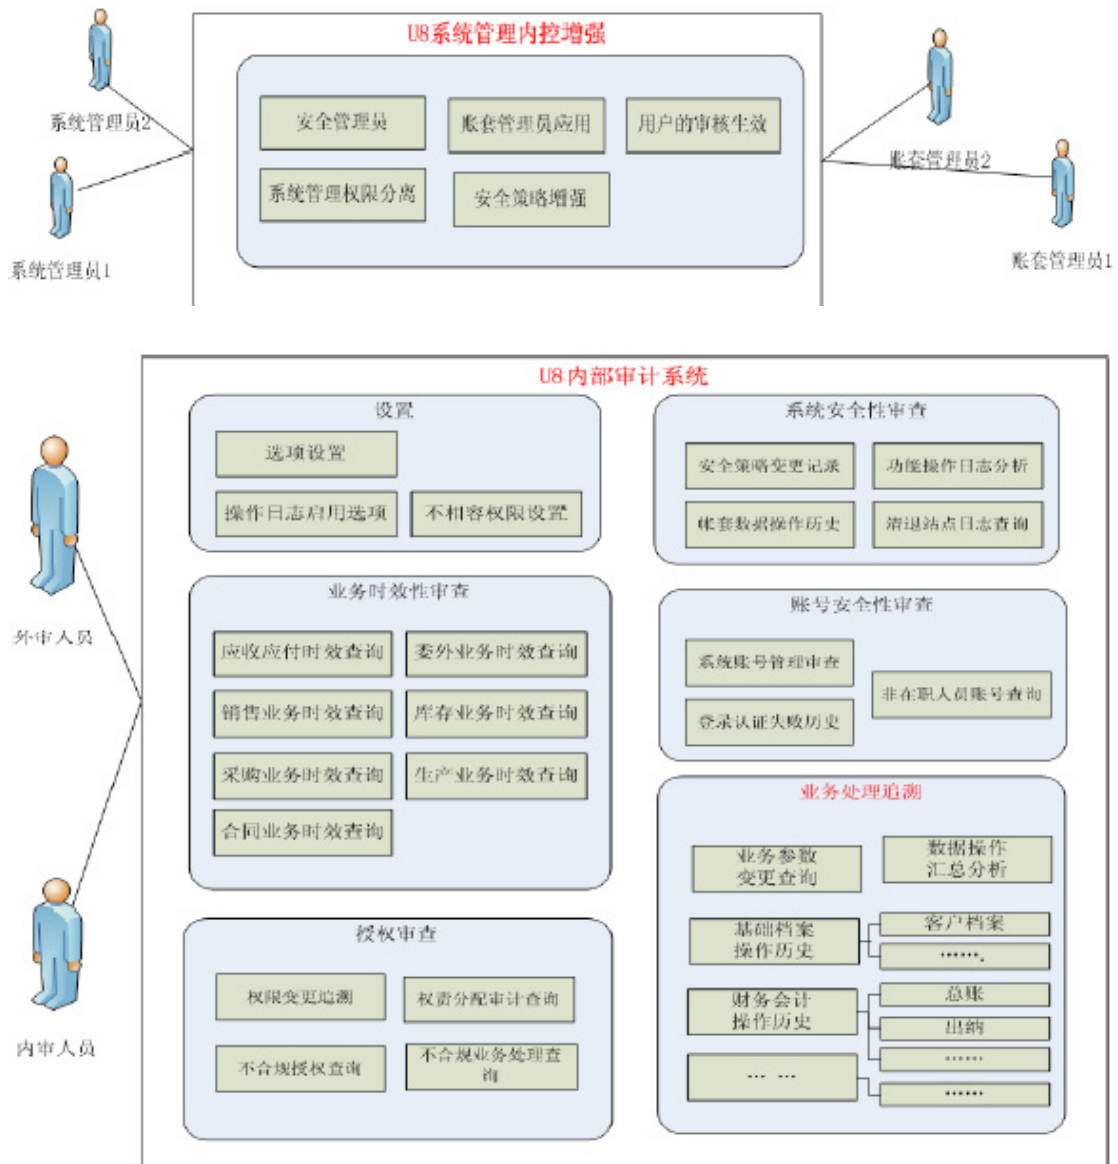 U8系统管理内控增强
安全管理员
账套管理员应用
用户的审核生效
系统管理权限分离
安全策略增强
系统管理员2
系统管理员1
账套管理员2
账套管理员1
U8内部审计系统
外审人员
内审人员
设置
选项设置
操作日志启用选项
不相容权限设置
业务时效性审查
应收应付时效查询
委外业务时效查询
销售业务时效查询
库存业务时效查询
采购业务时效查询
生产业务时效查询
合同业务时效查询
授权审查
权限变更追溯
权责分配审计查询
不合规授权查询
不合规业务处理查
询
系统安全性审查
安全策略变更记录
功能操作日志分析
帐套数据操作历史
清退站点日志查询
账号安全性审查
系统账号管理审查
非在职人员账号查询
登录认证失败历史
业务处理追溯
业务参数
变更查询
数据操作
汇总分析
基础档案
操作历史
客户档案
……．
财务会计
操作历史
总账
出纳
……
… …
……